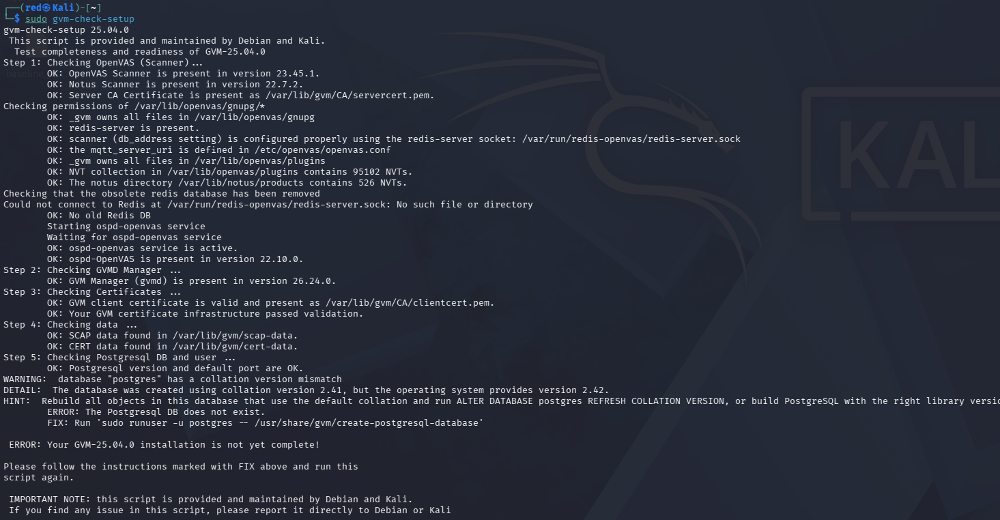 ┌──(red㉿Kali)-[~]
└─$ sudo gvm-check-setup
gvm-check-setup 25.04.0
 This script is provided and maintained by Debian and Kali.
  Test completeness and readiness of GVM-25.04.0
Step 1: Checking OpenVAS (Scanner)...
        OK: OpenVAS Scanner is present in version 23.45.1.
        OK: Notus Scanner is present in version 22.7.2.
        OK: Server CA Certificate is present as /var/lib/gvm/CA/servercert.pem.
Checking permissions of /var/lib/openvas/gnupg/*
        OK: _gvm owns all files in /var/lib/openvas/gnupg
        OK: redis-server is present.
        OK: scanner (db_address setting) is configured properly using the redis-server socket: /var/run/redis-openvas/redis-server.sock
        OK: the mqtt_server_uri is defined in /etc/openvas/openvas.conf
        OK: _gvm owns all files in /var/lib/openvas/plugins
        OK: NVT collection in /var/lib/openvas/plugins contains 95102 NVTs.
        OK: The notus directory /var/lib/notus/products contains 526 NVTs.
Checking that the obsolete redis database has been removed
Could not connect to Redis at /var/run/redis-openvas/redis-server.sock: No such file or directory
        OK: No old Redis DB
        Starting ospd-openvas service
        Waiting for ospd-openvas service
        OK: ospd-openvas service is active.
        OK: ospd-OpenVAS is present in version 22.10.0.
Step 2: Checking GVMD Manager ...
        OK: GVM Manager (gvmd) is present in version 26.24.0.
Step 3: Checking Certificates ...
        OK: GVM client certificate is valid and present as /var/lib/gvm/CA/clientcert.pem.
        OK: Your GVM certificate infrastructure passed validation.
Step 4: Checking data ...
        OK: SCAP data found in /var/lib/gvm/scap-data.
        OK: CERT data found in /var/lib/gvm/cert-data.
Step 5: Checking Postgresql DB and user ...
        OK: Postgresql version and default port are OK.
WARNING:  database "postgres" has a collation version mismatch
DETAIL:  The database was created using collation version 2.41, but the operating system provides version 2.42.
HINT:  Rebuild all objects in this database that use the default collation and run ALTER DATABASE postgres REFRESH COLLATION VERSION, or build PostgreSQL with the right library versio
        ERROR: The Postgresql DB does not exist.
        FIX: Run 'sudo runuser -u postgres -- /usr/share/gvm/create-postgresql-database'

 ERROR: Your GVM-25.04.0 installation is not yet complete!

Please follow the instructions marked with FIX above and run this
script again.

 IMPORTANT NOTE: this script is provided and maintained by Debian and Kali.
 If you find any issue in this script, please report it directly to Debian or Kali
KAL